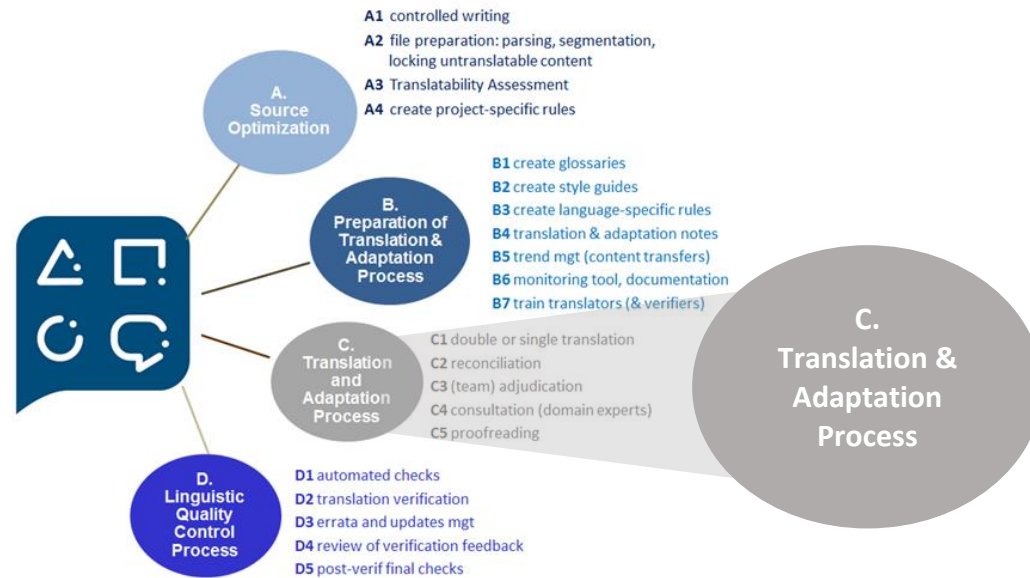 A1 controlled writing
A2 file preparation: parsing, segmentation,
locking untranslatable content
A3 Translatability Assessment
A4 create project-specific rules
A.
Source
Optimization
B1 create glossaries
B2 create style guides
B3 create language-specific rules
B4 translation & adaptation notes
B5 trend mgt (content transfers)
B6 monitoring tool, documentation
B7 train translators (& verifiers)
B.
Preparation of
Translation &
Adaptation
Process
C1 double or single translation
C2 reconciliation
C3 (team) adjudication
C4 consultation (domain experts)
C5 proofreading
C.
Translation
and
Adaptation
Process
C.
Translation &
Adaptation
Process
D.
Linguistic
Quality
Control
Process
D1 automated checks
D2 translation verification
D3 errata and updates mgt
D4 review of verification feedback
D5 post-verif final checks